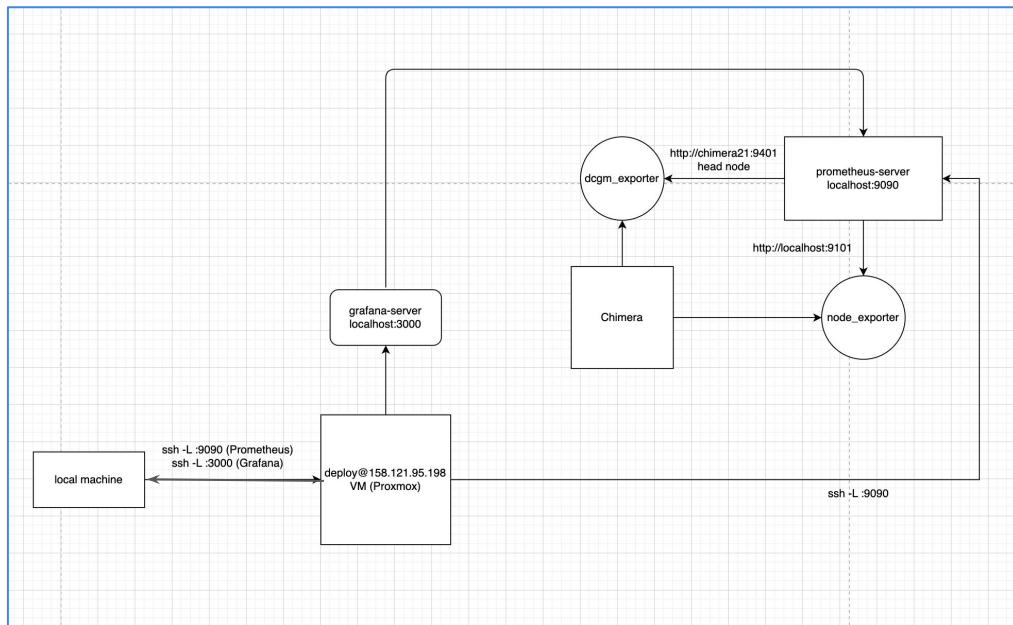 http://chimera21:9401
head node
dcgm_exporter
prometheus-server
localhost:9090
http://localhost:9101
grafana-server
localhost:3000
Chimera
node_exporter
ssh -L :9090 (Prometheus)
ssh -L :3000 (Grafana)
local machine
deploy@158.121.95.198
VM (Proxmox)
ssh -L :9090